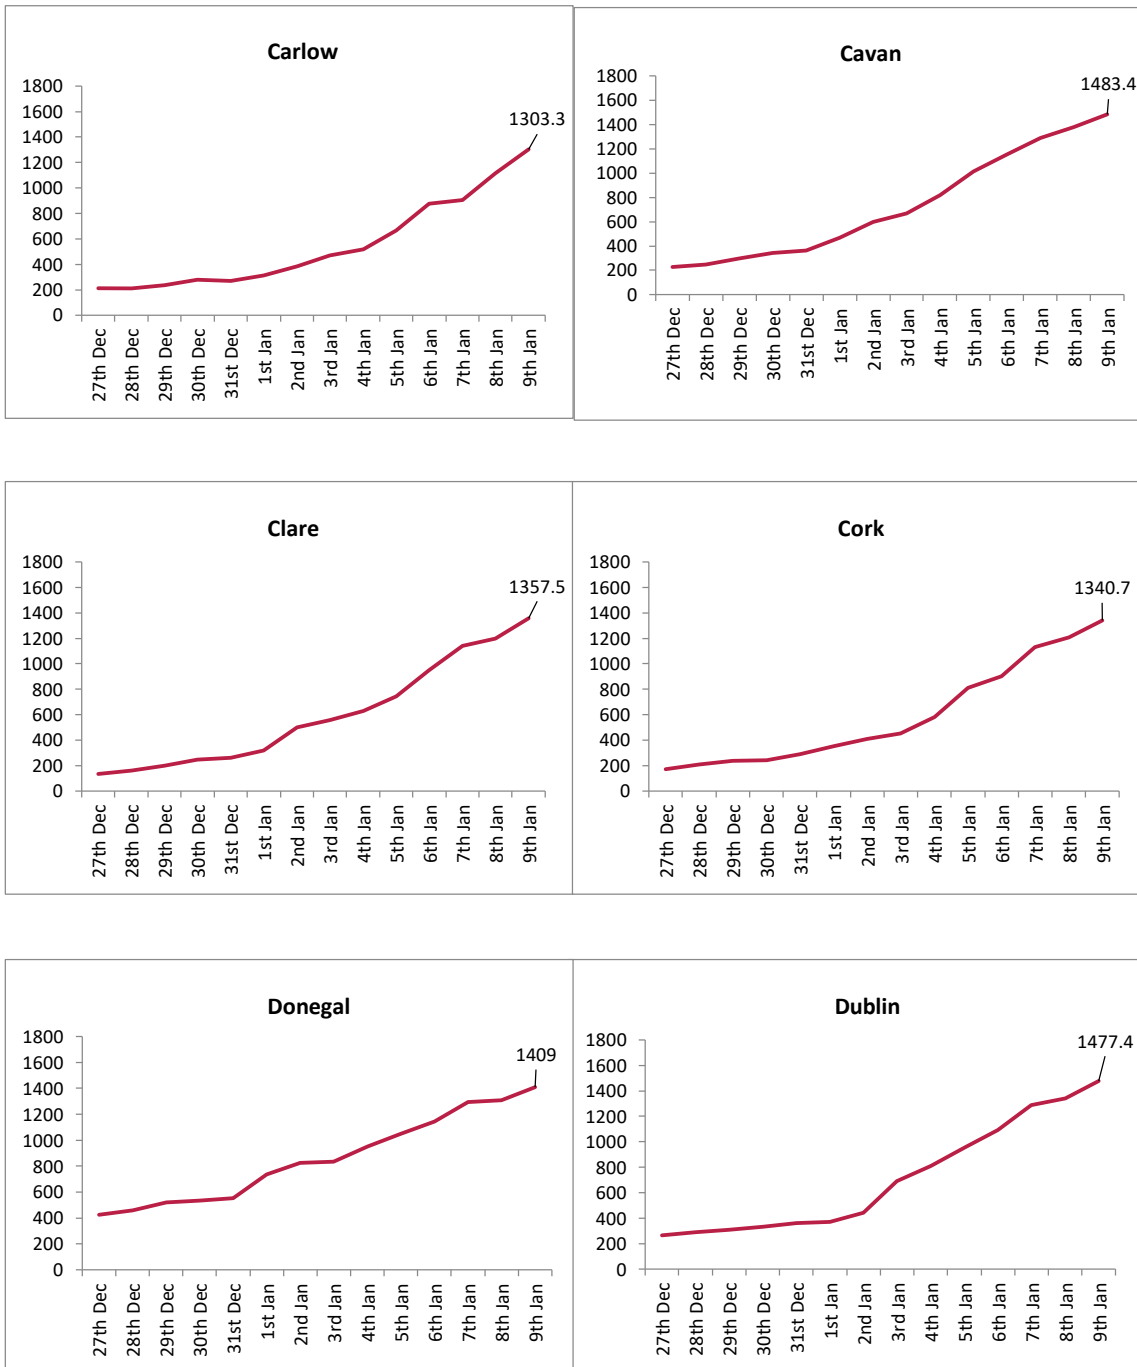 Carlow
1800
1600
1400
1200
1000
800
600
400
200
0
1303.3
27th Dec
28th Dec
29th Dec
30th Dec
31st Dec
1st Jan
2nd Jan
3rd Jan
4th Jan
5th Jan
6th Jan
7th Jan
8th Jan
9th Jan
Cavan
1800
1600
1400
1200
1000
800
600
400
200
0
1483.4
27th Dec
28th Dec
29th Dec
30th Dec
31st Dec
1st Jan
2nd Jan
3rd Jan
4th Jan
5th Jan
6th Jan
7th Jan
8th Jan
9th Jan
Clare
1800
1600
1400
1200
1000
800
600
400
200
0
1357.5
27th Dec
28th Dec
29th Dec
30th Dec
31st Dec
1st Jan
2nd Jan
3rd Jan
4th Jan
5th Jan
6th Jan
7th Jan
8th Jan
9th Jan
Cork
1800
1600
1400
1200
1000
800
600
400
200
0
1340.7
27th Dec
28th Dec
29th Dec
30th Dec
31st Dec
1st Jan
2nd Jan
3rd Jan
4th Jan
5th Jan
6th Jan
7th Jan
8th Jan
9th Jan
Donegal
1800
1600
1400
1200
1000
800
600
400
200
0
1409
27th Dec
28th Dec
29th Dec
30th Dec
31st Dec
1st Jan
2nd Jan
3rd Jan
4th Jan
5th Jan
6th Jan
7th Jan
8th Jan
9th Jan
Dublin
1800
1600
1400
1200
1000
800
600
400
200
0
1477.4
27th Dec
28th Dec
29th Dec
30th Dec
31st Dec
1st Jan
2nd Jan
3rd Jan
4th Jan
5th Jan
6th Jan
7th Jan
8th Jan
9th Jan